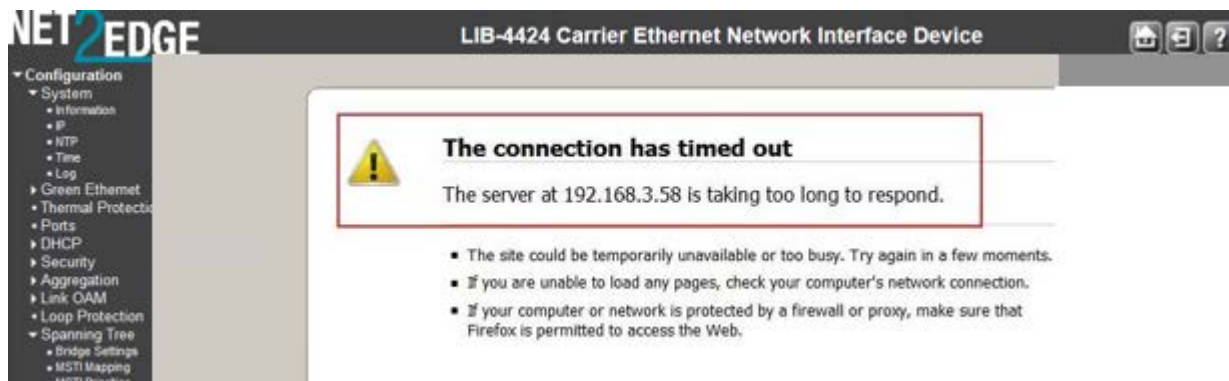 NET2EDGE
LIB-4424 Carrier Ethernet Network Interface Device
?
Configuration
System
Information
IP
NTP
Time
Log
Green Ethernet
Thermal Protectio
Ports
DHCP
Security
Aggregation
Link OAM
Loop Protection
Spanning Tree
Bridge Settings
MSTI Mapping
The connection has timed out
The server at 192.168.3.58 is taking too long to respond.
The site could be temporarily unavailable or too busy. Try again in a few moments.
If you are unable to load any pages, check your computer's network connection.
If your computer or network is protected by a firewall or proxy, make sure that
Firefox is permitted to access the Web.